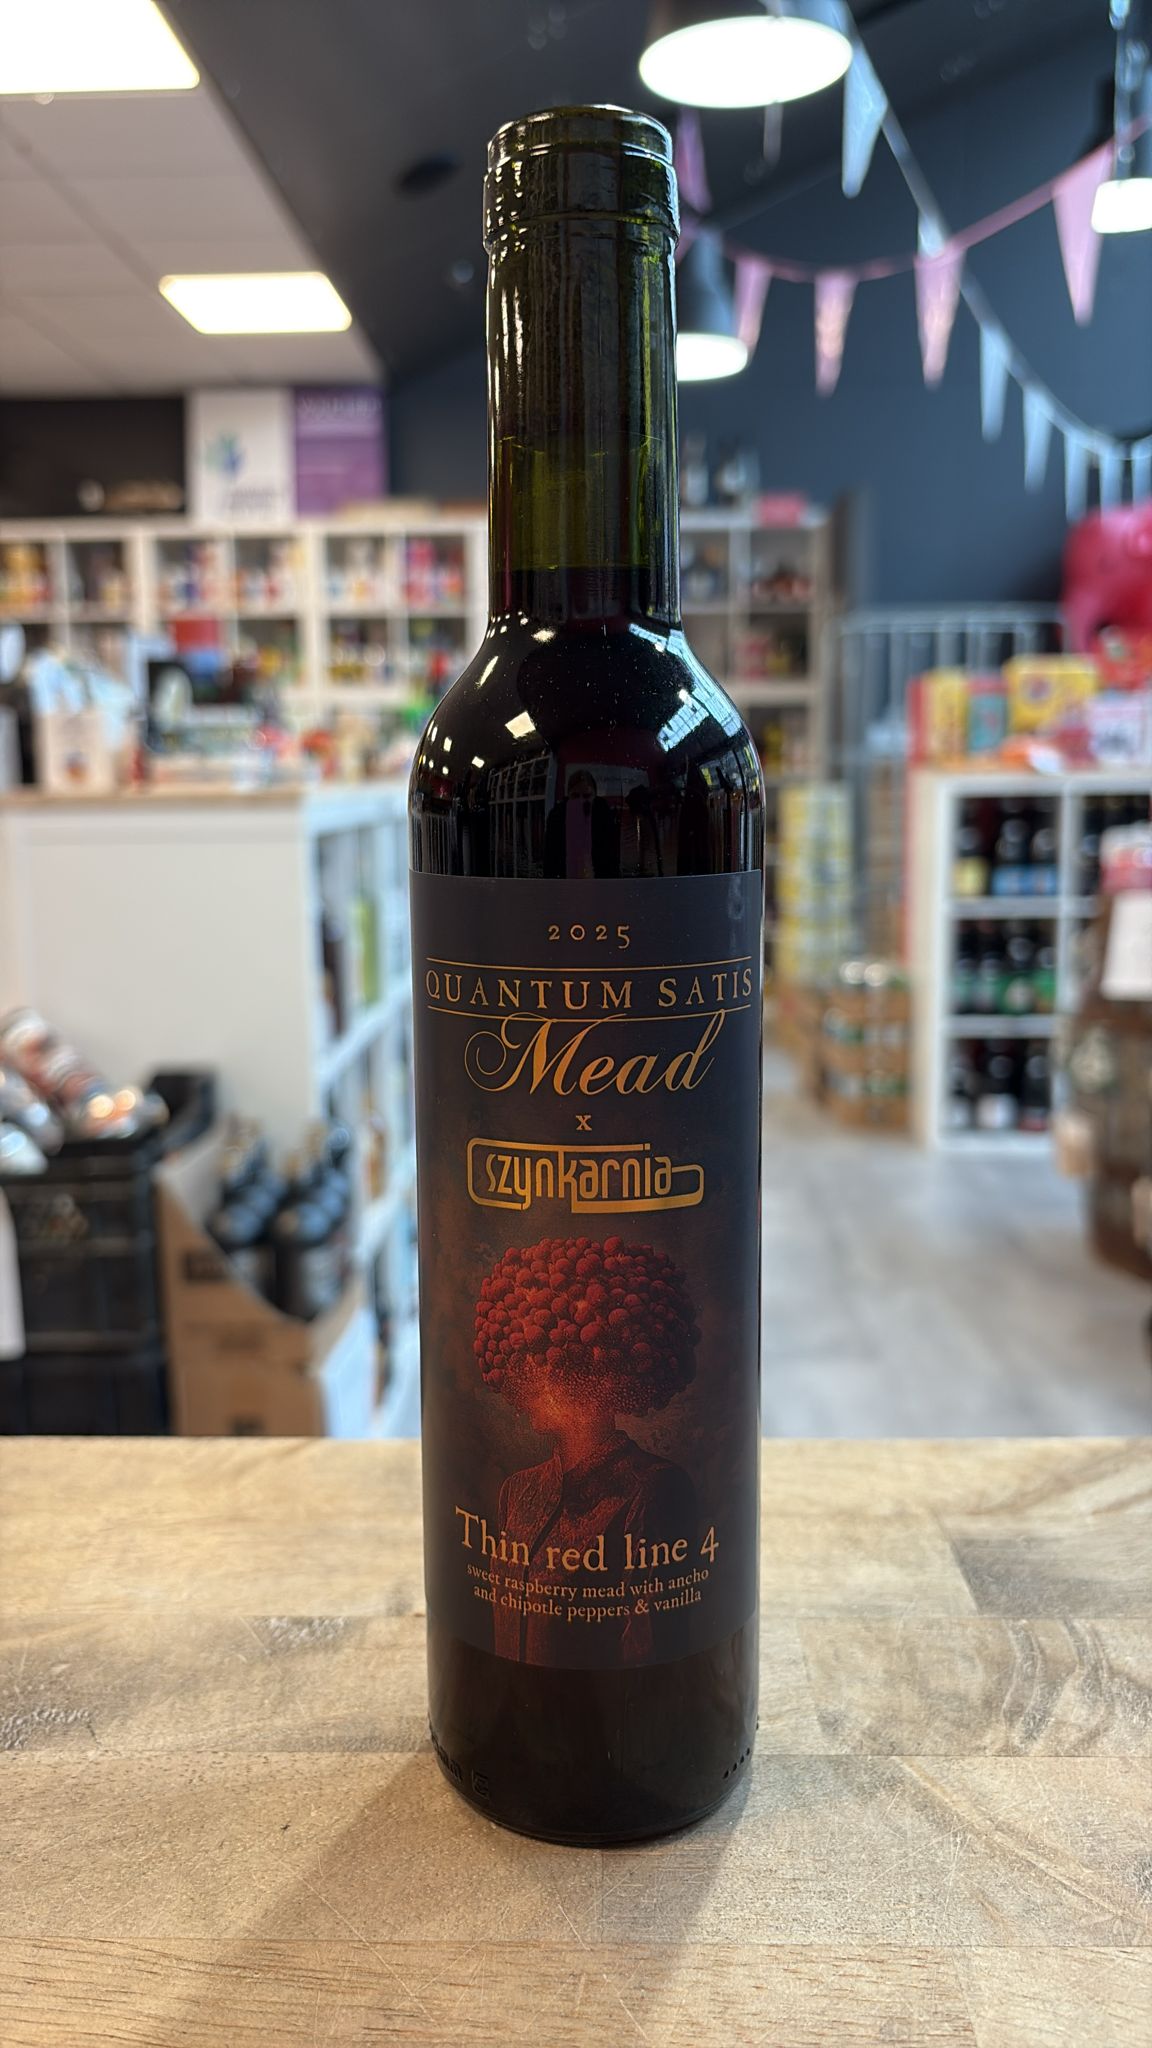 2025
QUANTUM SATIS
Mead
x
szynkarnia
Thin red line 4
sweet raspberry mead with ancho
and chipotle peppers & vanilla